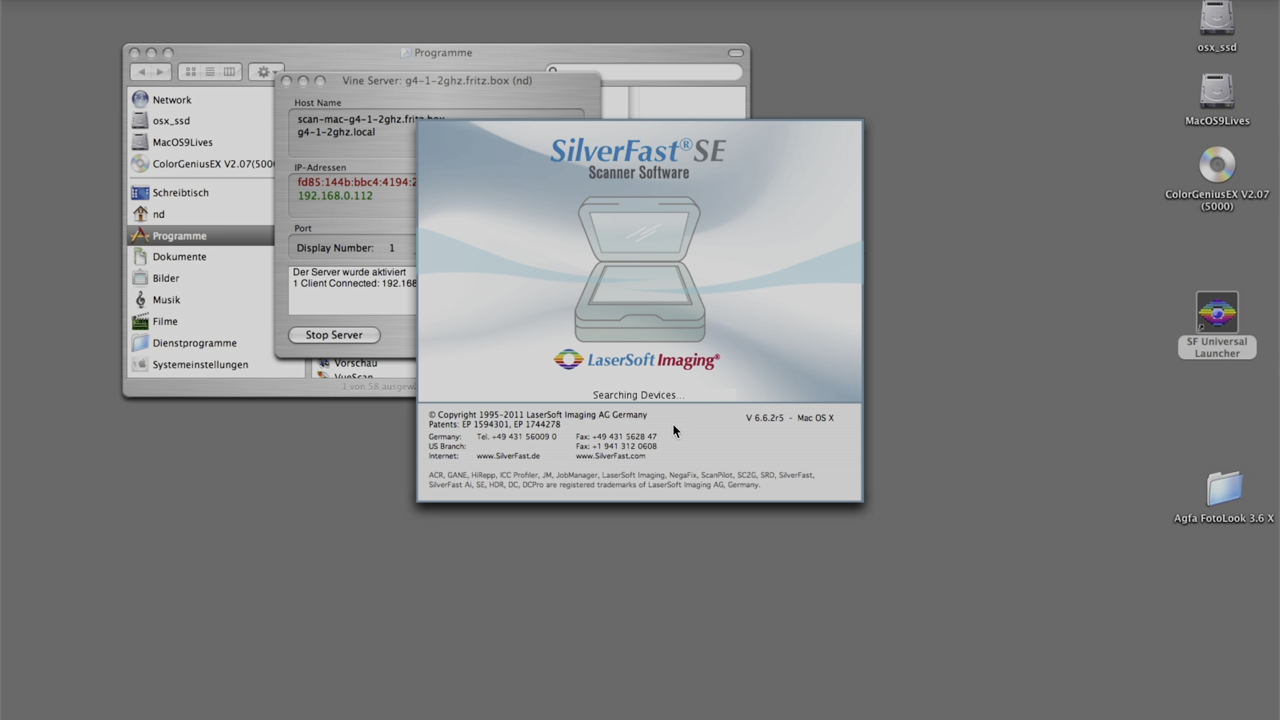 Programme
Network
osx_ssd
MacOS9Lives
ColorGeniusEX V2.07(500
Schreibtisch
nd
Programme
Dokumente
Bilder
Musik
Filme
Dienstprogramme
Systemeinstellungen
Vorschau
VueScan
1 von 58 ausgew
Vine Server: g4-1-2ghz.fritz.box (nd)
Host Name
scan-mac-g4-1-2ghz.fritz.box
g4-1-2ghz.local
IP-Adressen
fd85:144b:bbc4:4194:2
192.168.0.112
Port
Display Number: 1
Der Server wurde aktiviert
1 Client Connected: 192.168
Stop Server
SilverFast® SE
Scanner Software
LaserSoft Imaging®
Searching Devices...
© Copyright 1995-2011 LaserSoft Imaging AG Germany
V 6.6.2r5 - Mac OS X
Patents: EP 1594301, EP 1744278
Germany: Tel. +49 431 56009 0 Fax: +49 431 5628 47
US Branch: Fax: +1 941 312 0608
Internet: www.SilverFast.de www.SilverFast.com
ACR, GANE, HiRepp, ICC Profiler, JM, JobManager, LaserSoft Imaging, NegaFix, ScanPilot, SC2G, SRD, SilverFast,
SilverFast Ai, SE, HDR, DC, DCPro are registered trademarks of LaserSoft Imaging AG, Germany.
osx_ssd
MacOS9Lives
ColorGeniusEX V2.07
(5000)
SF Universal
Launcher
Agfa FotoLook 3.6 X